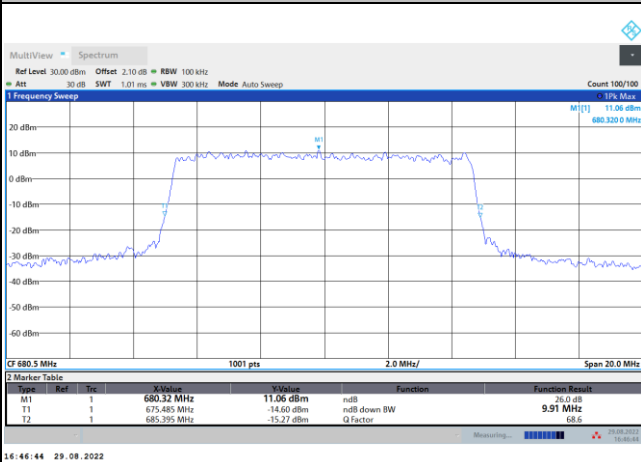 MultiView Spectrum
Ref Level 30.00 dBm Offset 2.10 dB RBW 100 kHz
Att 30 dB SWT 1.01 ms VBW 300 kHz Mode Auto Sweep Count 100/100
1 Frequency Sweep 1Pk Max
M1[1] 11.06 dBm
680.320 0 MHz
20 dBm
M1
10 dBm
0 dBm
-10 dBm
T1 T2
-20 dBm
-30 dBm
-40 dBm
-50 dBm
-60 dBm
CF 680.5 MHz 1001 pts 2.0 MHz/ Span 20.0 MHz
2 Marker Table
Type Ref Trc X-Value Y-Value Function Function Result
M1 1 680.32 MHz 11.06 dBm ndB 26.0 dB
T1 1 675.485 MHz -14.60 dBm ndB down BW 9.91 MHz
T2 1 685.395 MHz -15.27 dBm Q Factor 68.6
Measuring... 29.08.2022
16:46:44
16:46:44 29.08.2022